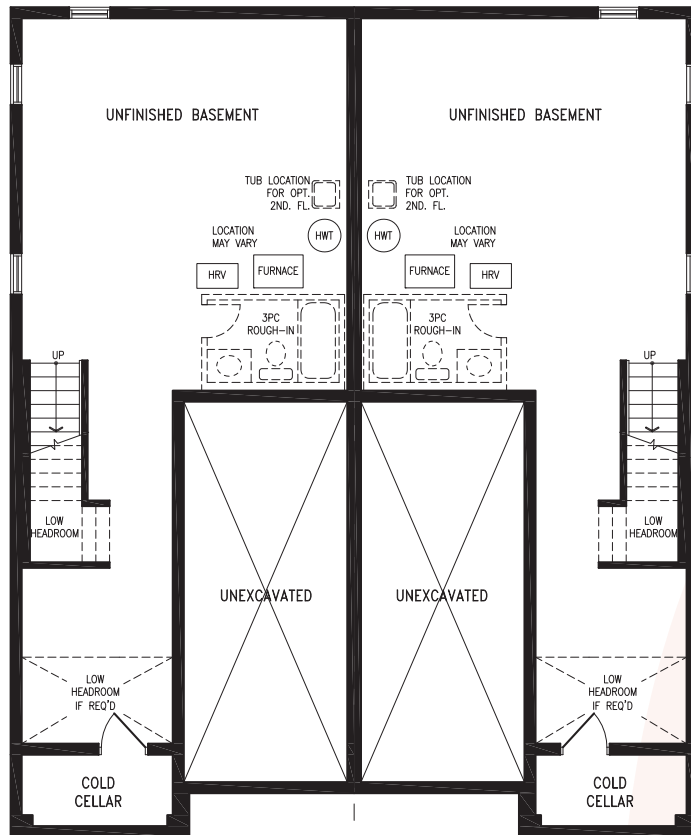 UNFINISHED BASEMENT
UNFINISHED BASEMENT
TUB LOCATION
FOR OPT.
2ND. FL.
TUB LOCATION
FOR OPT.
2ND. FL.
LOCATION
MAY VARY
HWT
HWT
LOCATION
MAY VARY
HRV
FURNACE
FURNACE
HRV
3PC
ROUGH-IN
3PC
ROUGH-IN
UP
UP
LOW
HEADROOM
LOW
HEADROOM
UNEXCAVATED
UNEXCAVATED
LOW
HEADROOM
IF REQ'D
LOW
HEADROOM
IF REQ'D
COLD
CELLAR
COLD
CELLAR